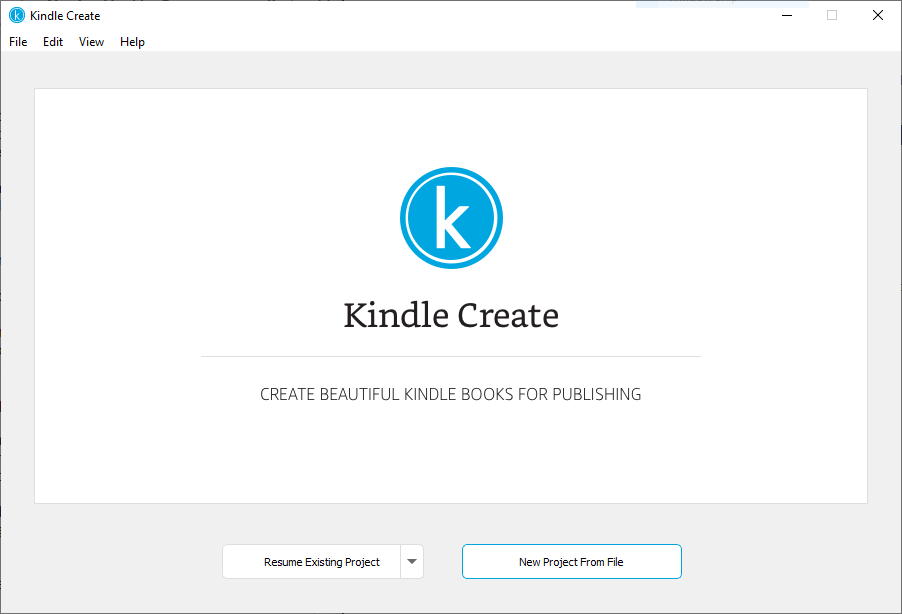 Kindle Create
File Edit View Help
k
Kindle Create
CREATE BEAUTIFUL KINDLE BOOKS FOR PUBLISHING
Resume Existing Project
New Project From File